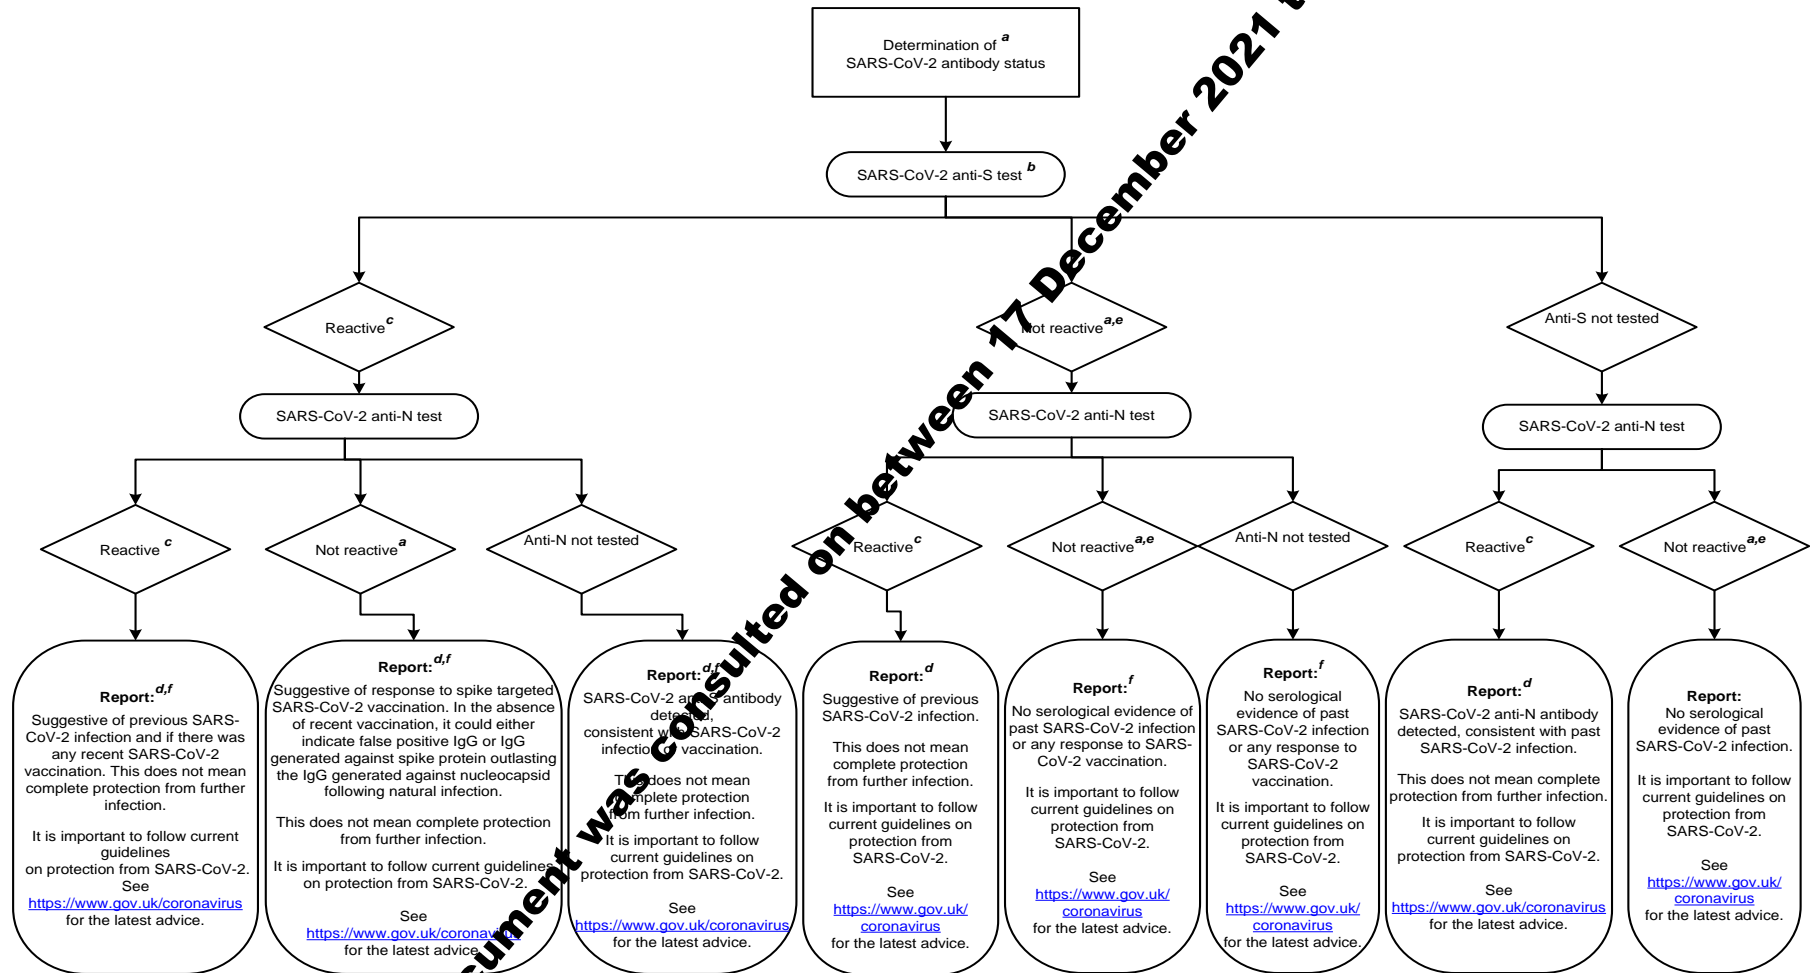 Determination of a
SARS-CoV-2 antibody status
SARS-CoV-2 anti-S test b
Reactive c
Not reactive a,e
Anti-S not tested
SARS-CoV-2 anti-N test
SARS-CoV-2 anti-N test
SARS-CoV-2 anti-N test
Reactive c
Not reactive a
Anti-N not tested
Reactive c
Not reactive a,e
Anti-N not tested
Reactive c
Not reactive a,e
Report: d,f
Suggestive of previous SARS-
CoV-2 infection and if there was
any recent SARS-CoV-2
vaccination. This does not mean
complete protection from further
infection.
It is important to follow current
guidelines
on protection from SARS-CoV-2.
See
https://www.gov.uk/coronavirus
for the latest advice.
Report: d,f
Suggestive of response to spike targeted
SARS-CoV-2 vaccination. In the absence
of recent vaccination, it could either
indicate false positive IgG or IgG
generated against spike protein outlasting
the IgG generated against nucleocapsid
following natural infection.
This does not mean complete protection
from further infection.
It is important to follow current guidelines
on protection from SARS-CoV-2.
See
https://www.gov.uk/coronavirus
for the latest advice.
Report: d,f
SARS-CoV-2 anti-S antibody
detected,
consistent with SARS-CoV-2
infection or vaccination.
This does not mean
complete protection
from further infection.
It is important to follow
current guidelines on
protection from SARS-CoV-2.
See
https://www.gov.uk/coronavirus
for the latest advice.
Report: d
Suggestive of previous
SARS-CoV-2 infection.
This does not mean
complete protection
from further infection.
It is important to follow
current guidelines on
protection from
SARS-CoV-2.
See
https://www.gov.uk/
coronavirus
for the latest advice.
Report: f
No serological evidence of
past SARS-CoV-2 infection
or any response to SARS-
CoV-2 vaccination.
It is important to follow
current guidelines on
protection from
SARS-CoV-2.
See
https://www.gov.uk/
coronavirus
for the latest advice.
Report: f
No serological
evidence of past
SARS-CoV-2 infection
or any response to
SARS-CoV-2
vaccination.
It is important to follow
current guidelines on
protection from
SARS-CoV-2.
See
https://www.gov.uk/
coronavirus
for the latest advice.
Report: d
SARS-CoV-2 anti-N antibody
detected, consistent with past
SARS-CoV-2 infection.
This does not mean complete
protection from further infection.
It is important to follow
current guidelines on
protection from SARS-CoV-2.
See
https://www.gov.uk/coronavirus
for the latest advice.
Report:
No serological
evidence of past
SARS-CoV-2 infection.
It is important to follow
current guidelines on
protection from
SARS-CoV-2.
See
https://www.gov.uk/
coronavirus
for the latest advice.
cument was consulted on between 17 December 2021